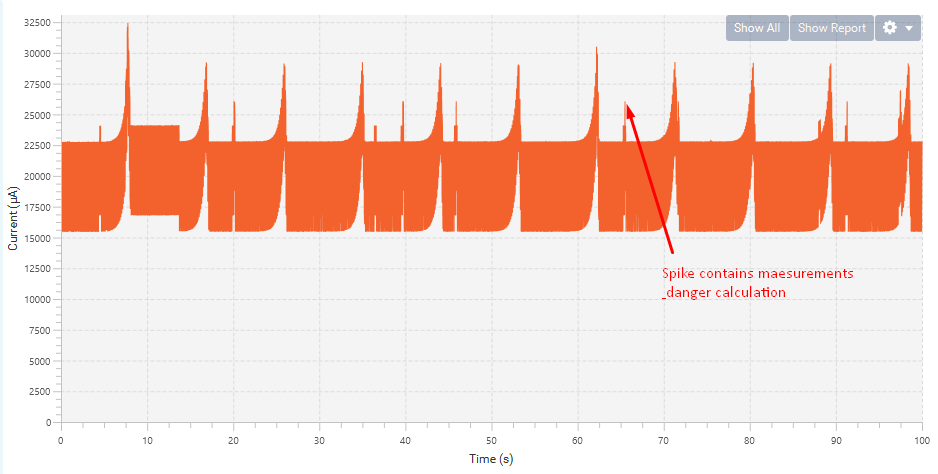 32500
Show All
Show Report
30000
27500
25000
22500
20000
17500
15000
12500
10000
7500
5000
2500
0
Current (µA)
Spike contains maesurements
_danger calculation
0 10 20 30 40 50 60 70 80 90 100
Time (s)